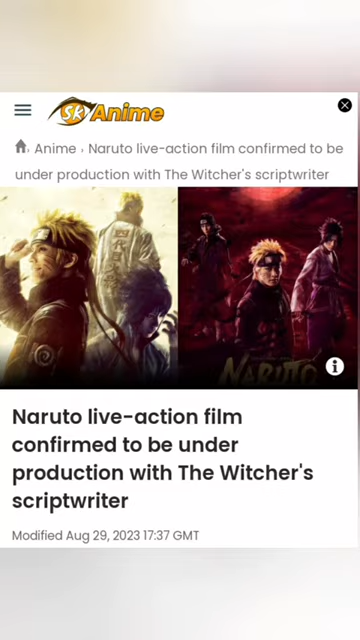 SK Anime
Anime › Naruto live-action film confirmed to be
under production with The Witcher's scriptwriter
NARUTO
Naruto live-action film
confirmed to be under
production with The Witcher's
scriptwriter
Modified Aug 29, 2023 17:37 GMT